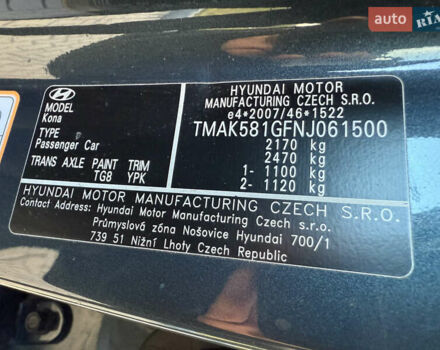 auto RIA
HYUNDAI MOTOR
MANUFACTURING CZECH S.R.O.
e4*2007/46*1522
TMAK581GFNJ061500
2170 kg
2470 kg
1- 1100 kg
2- 1120 kg
MODEL
Kona
TYPE
Passenger Car
TRANS AXLE PAINT TRIM
TG8 YPK
HYUNDAI MOTOR MANUFACTURING CZECH S.R.O.
Contact Address: Hyundai Motor Manufacturing Czech s.r.o.
Průmyslová zóna Nošovice Hyundai 700/1
739 51 Nižní Lhoty Czech Republic